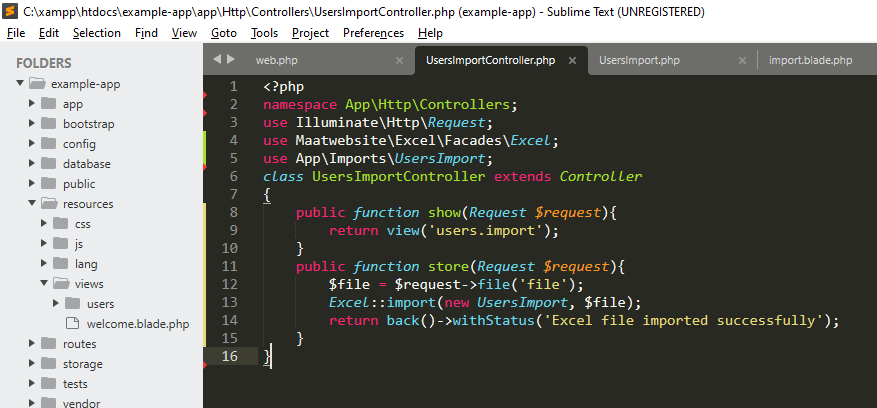 C:\xampp\htdocs\example-app\app\Http\Controllers\UsersImportController.php (example-app) - Sublime Text (UNREGISTERED)
File Edit Selection Find View Goto Tools Project Preferences Help
FOLDERS
example-app
app
bootstrap
config
database
public
resources
css
js
lang
views
users
welcome.blade.php
routes
storage
tests
vendor
web.php × UsersImportController.php × UsersImport.php × import.blade.php
1 <?php
2 namespace App\Http\Controllers;
3 use Illuminate\Http\Request;
4 use Maatwebsite\Excel\Facades\Excel;
5 use App\Imports\UsersImport;
6 class UsersImportController extends Controller
7 {
8     public function show(Request $request){
9         return view('users.import');
10     }
11     public function store(Request $request){
12         $file = $request->file('file');
13         Excel::import(new UsersImport, $file);
14         return back()->withStatus('Excel file imported successfully');
15     }
16 }